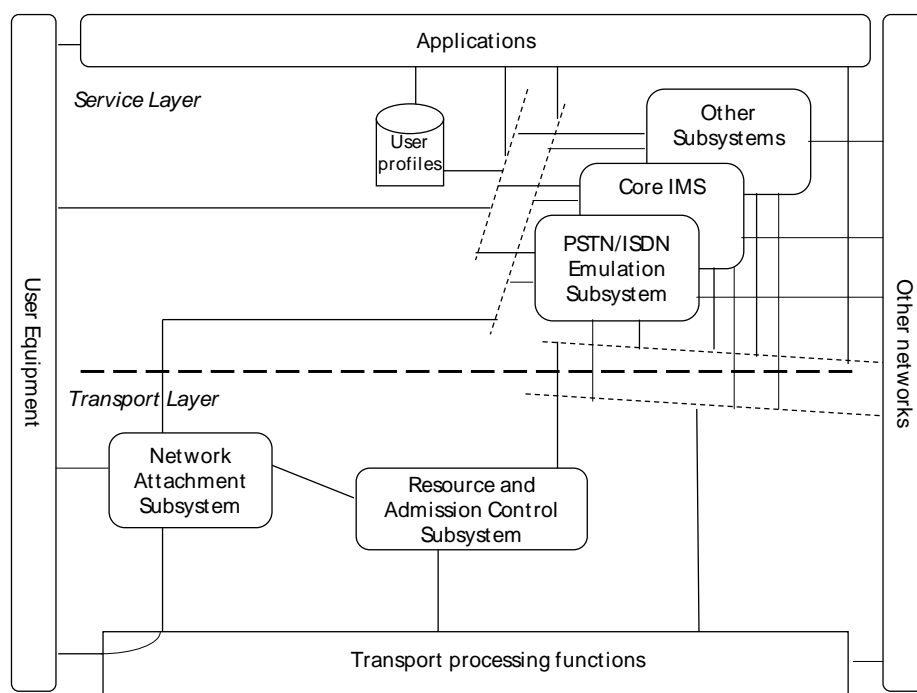 Applications
Service Layer
User
profiles
Other
Subsystems
Core IMS
PSTN/ISDN
Emulation
Subsystem
User Equipment
Other networks
Transport Layer
Network
Attachment
Subsystem
Resource and
Admission Control
Subsystem
Transport processing functions